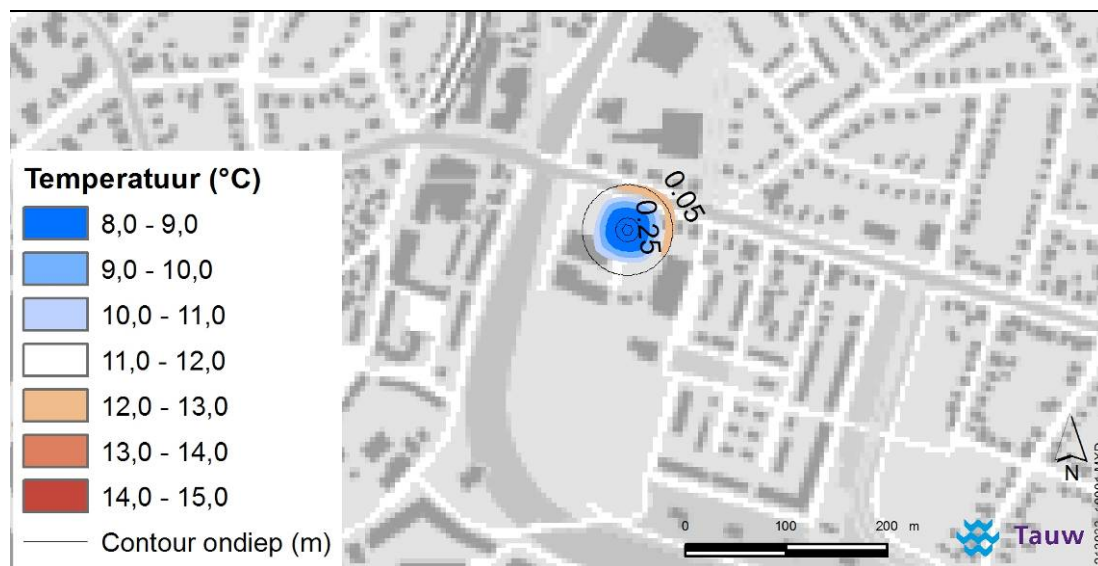 Temperatuur (°C)
8,0 - 9,0
9,0 - 10,0
10,0 - 11,0
11,0 - 12,0
12,0 - 13,0
13,0 - 14,0
14,0 - 15,0
Contour ondiep (m)
0.05
0.25
N
0 100 200 m
Tauw